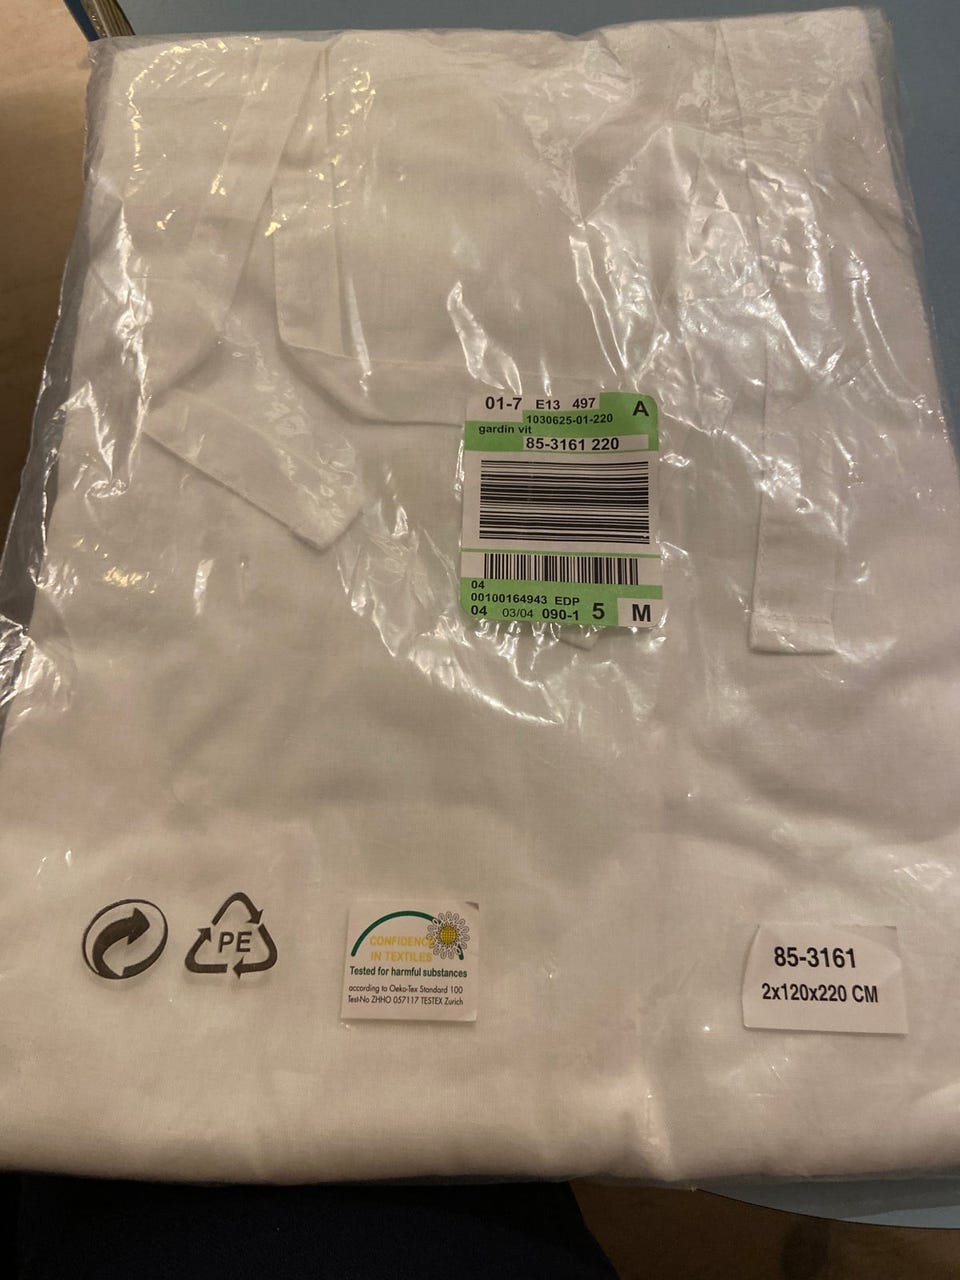 01-7 E13 497 A
1030625-01-220
gardin vit
85-3161 220
04
00100164943 EDP
04 03/04 090-1 5 M
PE
CONFIDENCE
IN TEXTILES
Tested for harmful substances
according to Oeko-Tex Standard 100
Test-No ZHHO 057117 TESTEX Zurich
85-3161
2x120x220 CM